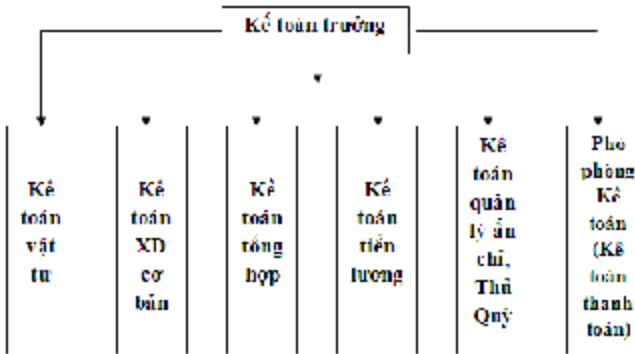 Kế toán trưởng
Kế
toán
vật
tư
Kế
toán
XD
cơ
bản
Kế
toán
tổng
hợp
Kế
toán
tiền
lương
Kế
toán
quản
lý ấn
chỉ,
Thủ
Quỹ
Phó
phòng
Kế
toán
(Kế
toán
thanh
toán)